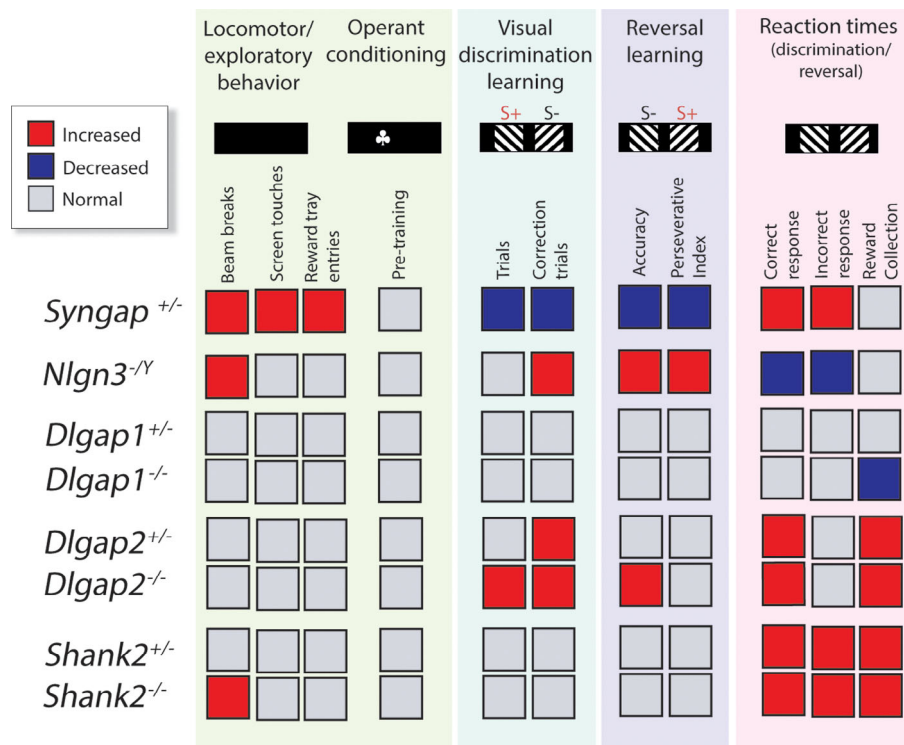 Locomotor/
exploratory
behavior
Operant
conditioning
Visual
discrimination
learning
Reversal
learning
Reaction times
(discrimination/
reversal)
Increased
Decreased
Normal
S+ S-
S- S+
Beam breaks
Screen touches
Reward tray
entries
Pre-training
Trials
Correction
trials
Accuracy
Perseverative
Index
Correct
response
Incorrect
response
Reward
Collection
Syngap +/-
Nlgn3-/Y
Dlgap1+/-
Dlgap1-/-
Dlgap2+/-
Dlgap2-/-
Shank2+/-
Shank2-/-